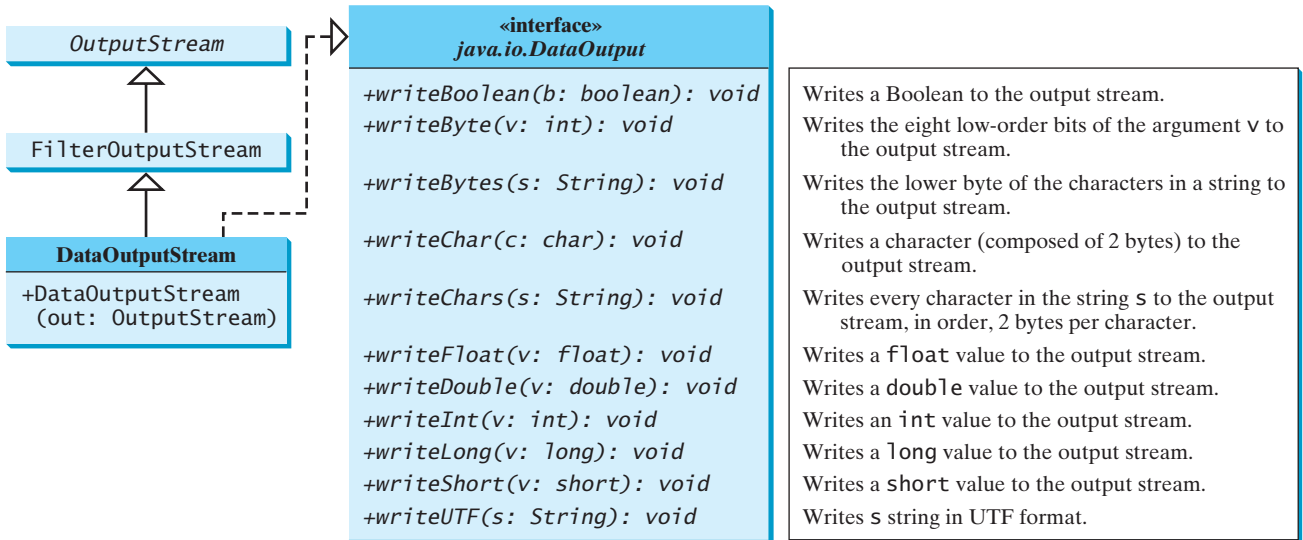 OutputStream
FilterOutputStream
DataOutputStream
+DataOutputStream
(out: OutputStream)
«interface»
java.io.DataOutput
+writeBoolean(b: boolean): void
+writeByte(v: int): void
+writeBytes(s: String): void
+writeChar(c: char): void
+writeChars(s: String): void
+writeFloat(v: float): void
+writeDouble(v: double): void
+writeInt(v: int): void
+writeLong(v: long): void
+writeShort(v: short): void
+writeUTF(s: String): void
Writes a Boolean to the output stream.
Writes the eight low-order bits of the argument v to
the output stream.
Writes the lower byte of the characters in a string to
the output stream.
Writes a character (composed of 2 bytes) to the
output stream.
Writes every character in the string s to the output
stream, in order, 2 bytes per character.
Writes a float value to the output stream.
Writes a double value to the output stream.
Writes an int value to the output stream.
Writes a long value to the output stream.
Writes a short value to the output stream.
Writes s string in UTF format.